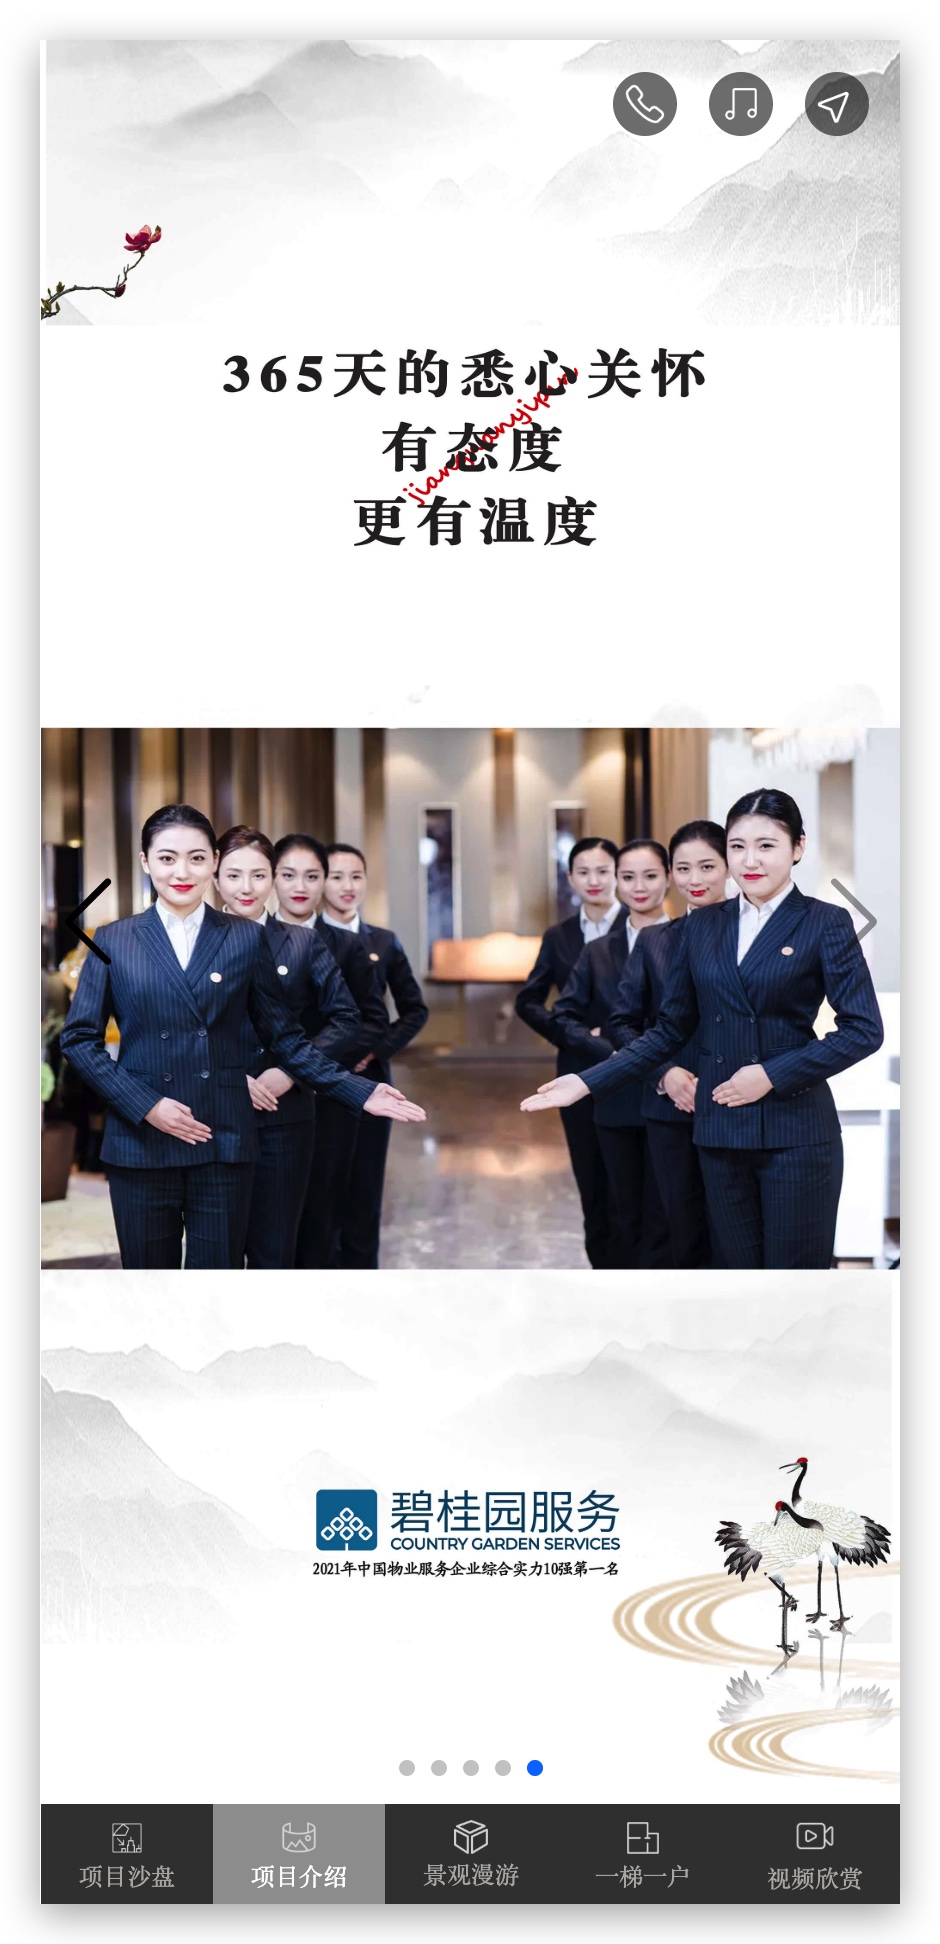 365天的悉心关怀
有态度
更有温度
jiangnanyipin
碧桂园服务
COUNTRY GARDEN SERVICES
2021年中国物业服务企业综合实力10强第一名
项目沙盘
项目介绍
景观漫游
一梯一户
视频欣赏